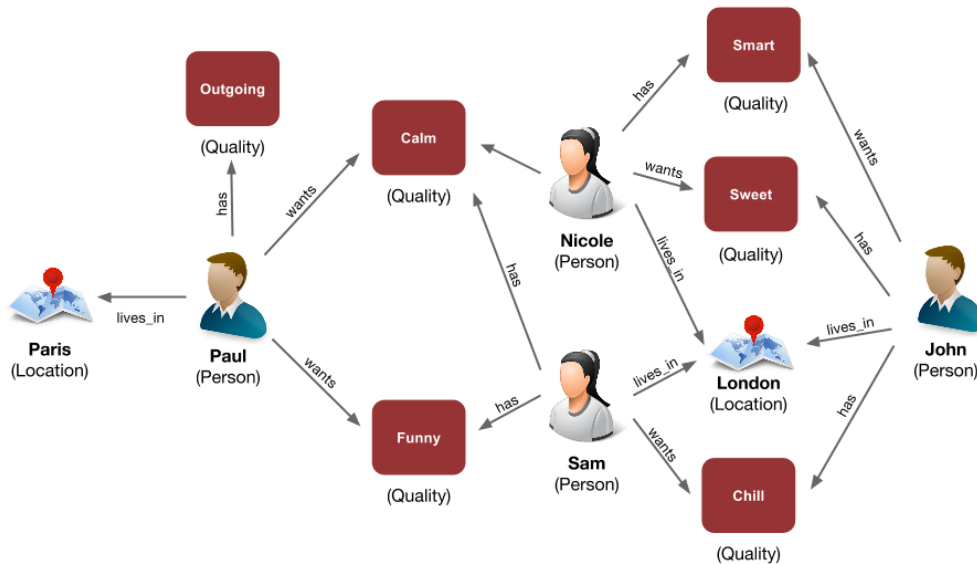 Smart
(Quality)
Outgoing
(Quality)
Calm
(Quality)
has
wants
wants
Sweet
(Quality)
has
wants
Nicole
(Person)
has
lives_in
has
Paris
(Location)
lives_in
Paul
(Person)
wants
London
(Location)
lives_in
lives_in
John
(Person)
has
Funny
(Quality)
has
wants
Sam
(Person)
Chill
(Quality)